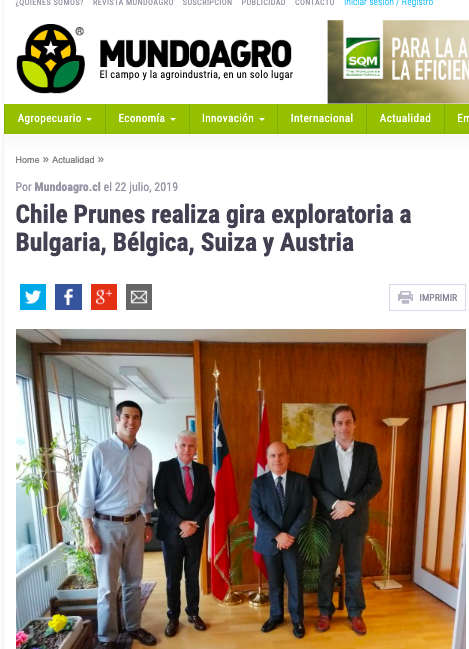 ¿QUIENES SOMOS? REVISTA MUNDOAGRO SUSCRIPCIÓN PUBLICIDAD CONTACTO Iniciar sesión / Registro
MUNDOAGRO®
El campo y la agroindustria, en un solo lugar
SQM
PARA LA A
LA EFICIEN
Agropecuario Economía Innovación Internacional Actualidad Em
Home » Actualidad »
Por Mundoagro.cl el 22 julio, 2019
Chile Prunes realiza gira exploratoria a
Bulgaria, Bélgica, Suiza y Austria
g+ IMPRIMIR